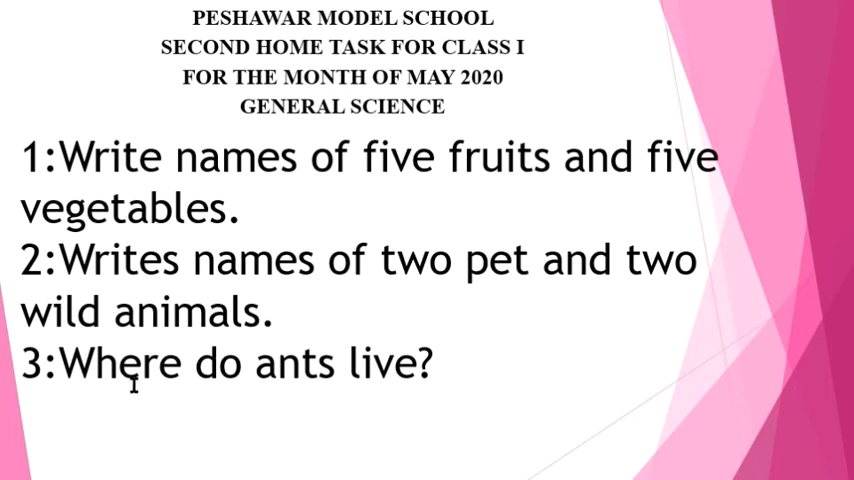 PESHAWAR MODEL SCHOOL
SECOND HOME TASK FOR CLASS I
FOR THE MONTH OF MAY 2020
GENERAL SCIENCE
1:Write names of five fruits and five
vegetables.
2:Writes names of two pet and two
wild animals.
3:Where do ants live?